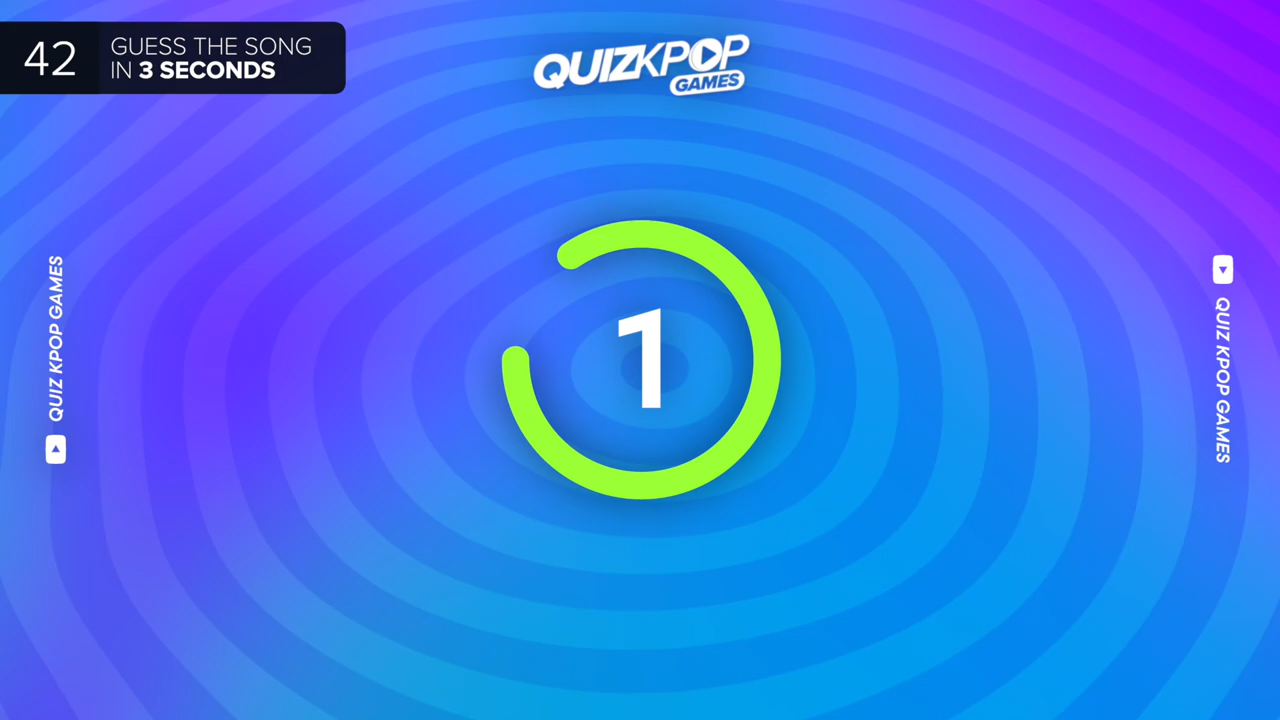 42
GUESS THE SONG
IN 3 SECONDS
QUIZKPOP
GAMES
QUIZ KPOP GAMES
1
QUIZ KPOP GAMES